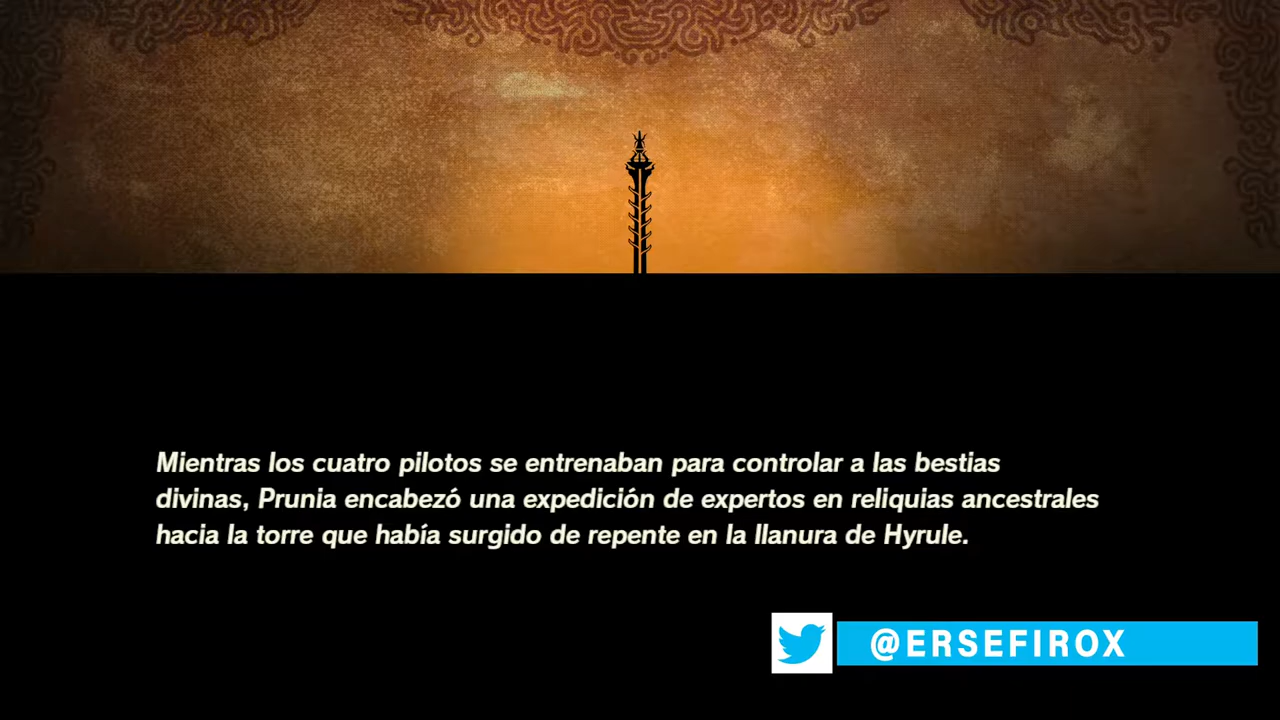 Mientras los cuatro pilotos se entrenaban para controlar a las bestias
divinas, Prunia encabezó una expedición de expertos en reliquias ancestrales
hacia la torre que había surgido de repente en la llanura de Hyrule.
@ERSEFIROX